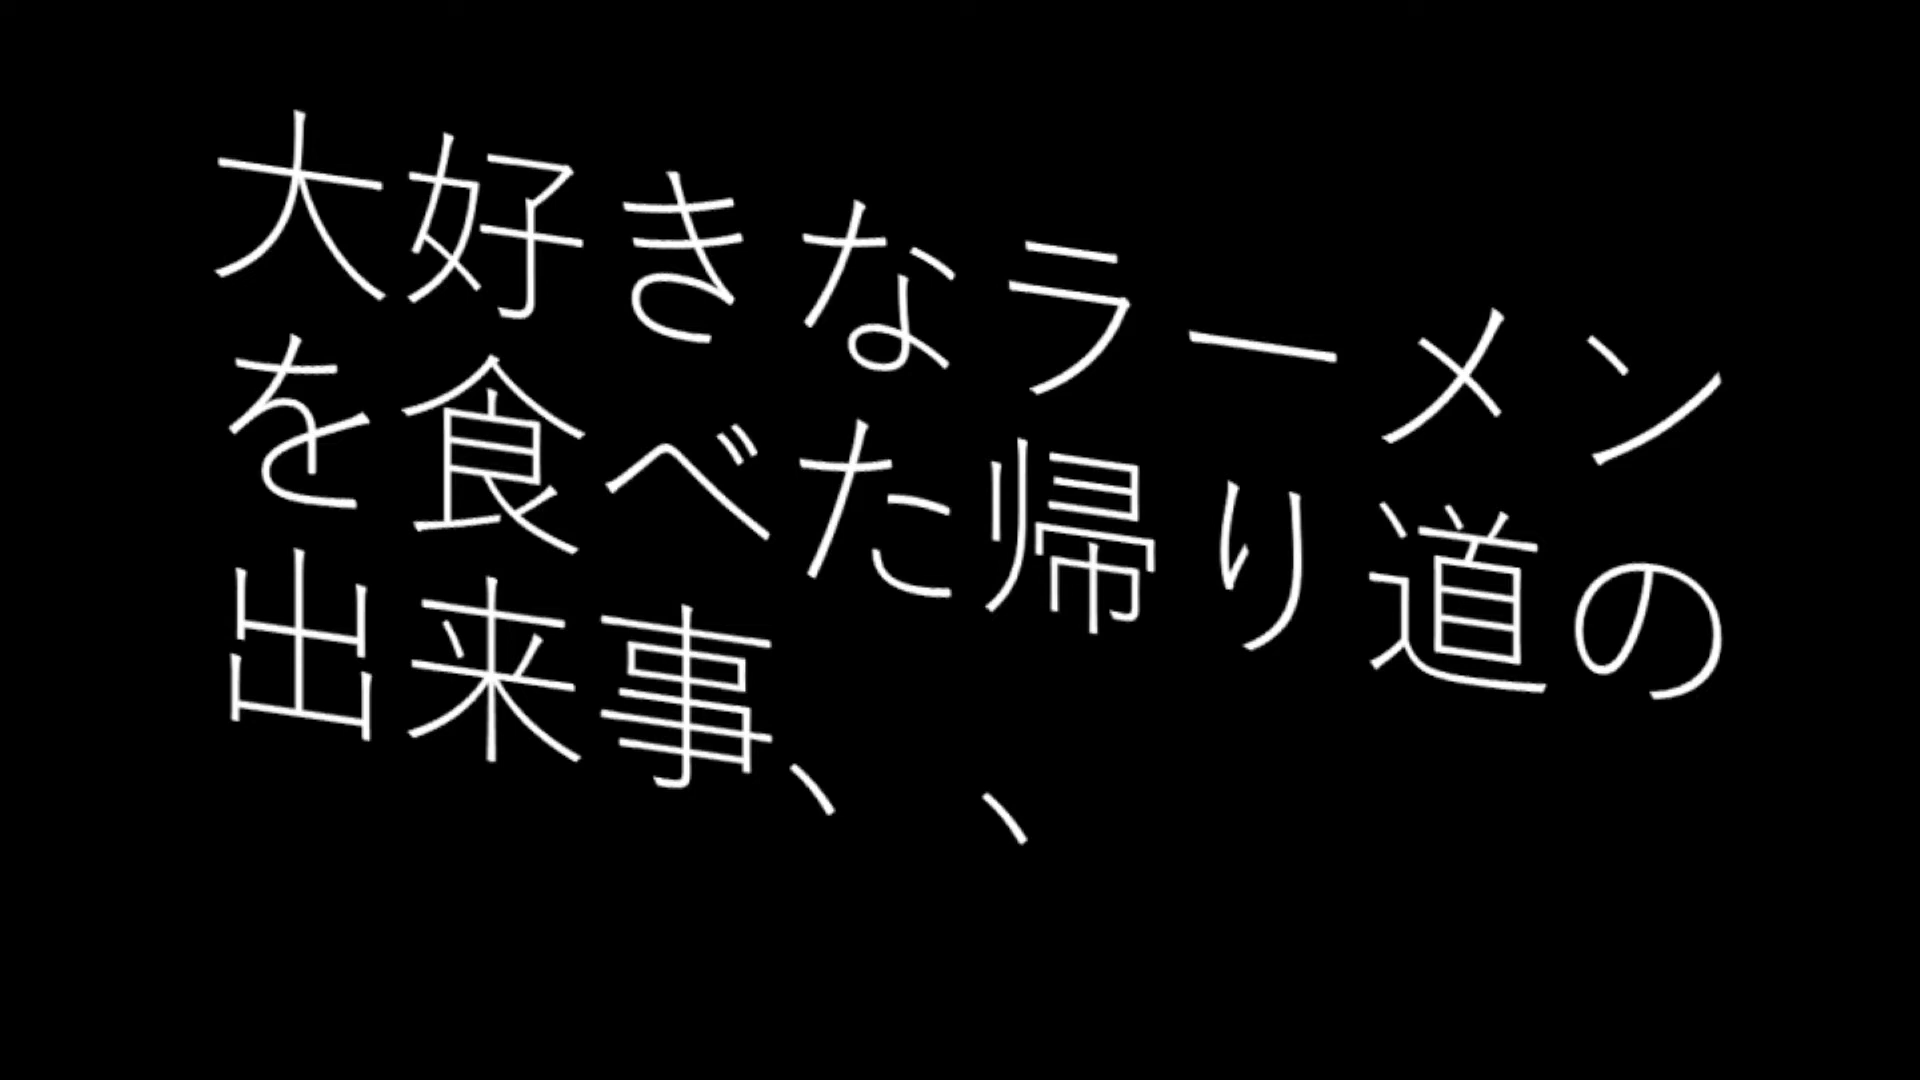 大好きなラーメン
を食べた帰り道の
出来事、、